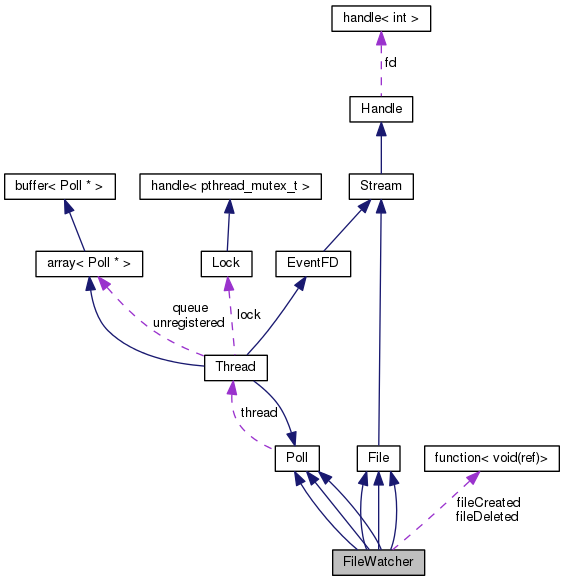 handle< int >
fd
Handle
buffer< Poll * >
handle< pthread_mutex_t >
Stream
array< Poll * >
Lock
EventFD
queue
unregistered
lock
Thread
thread
Poll
File
function< void(ref)>
fileCreated
fileDeleted
FileWatcher